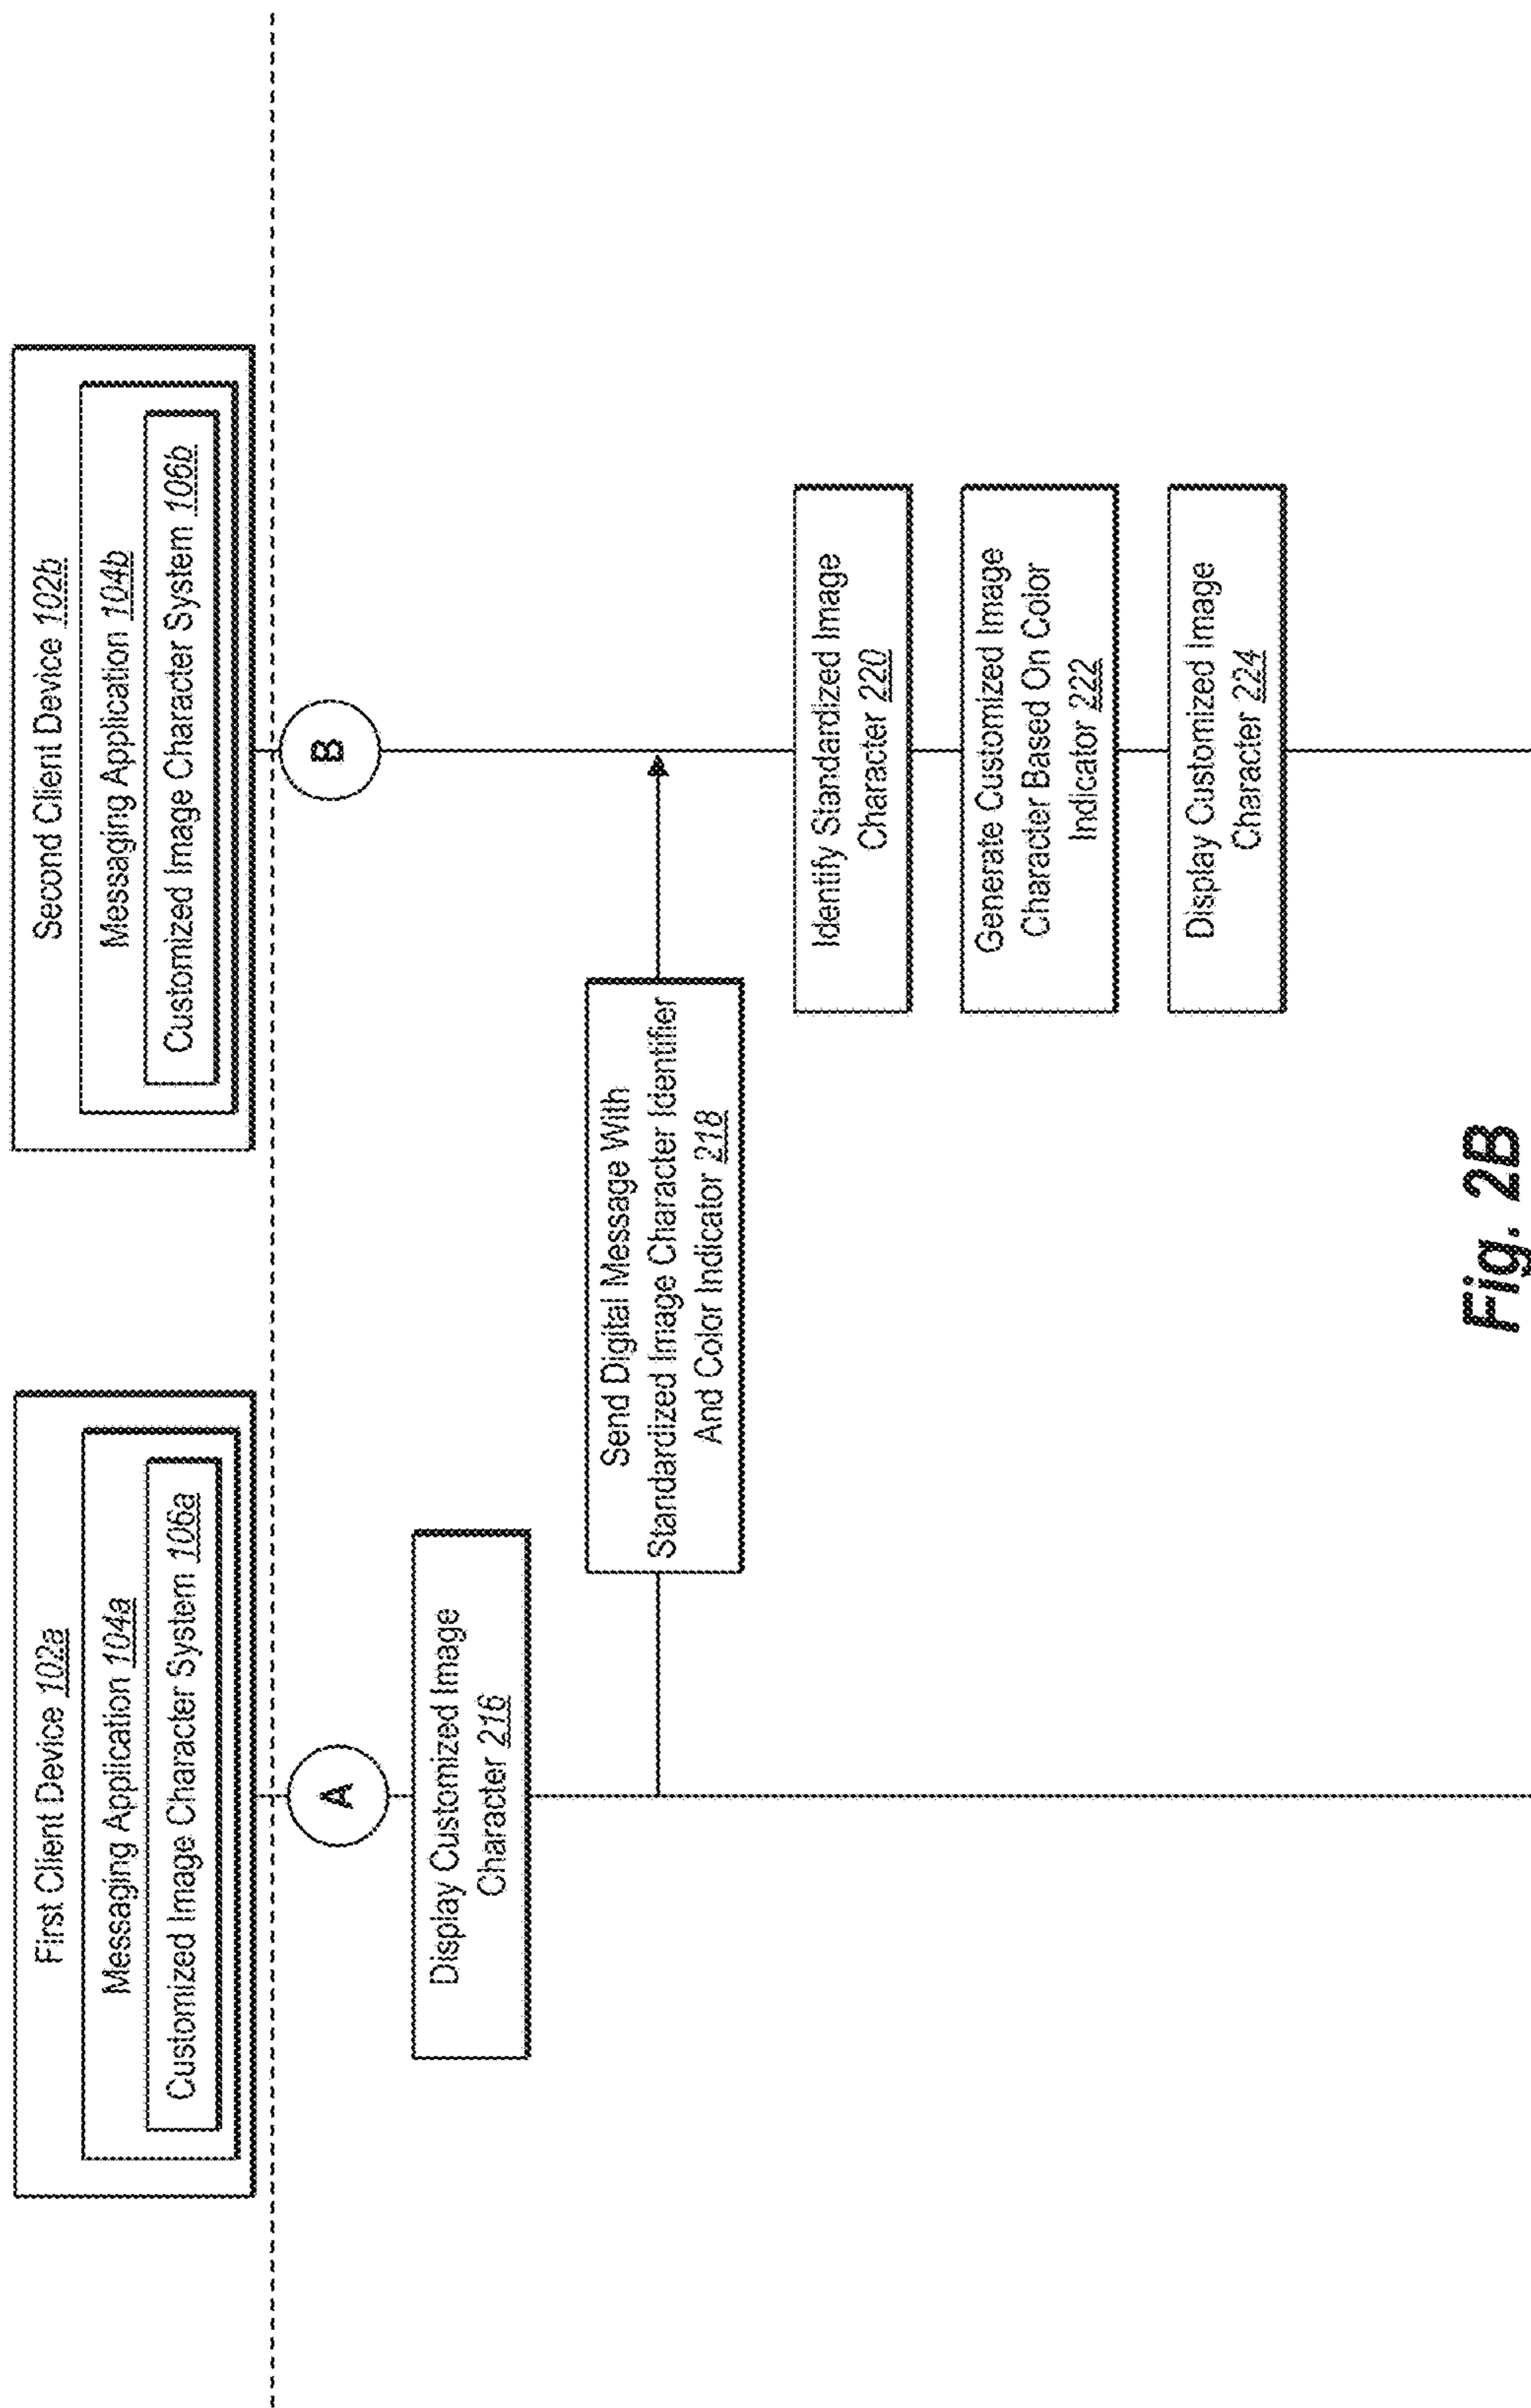 First Client Device 102a
Messaging Application 104a
Customized Image Character System 106a
Second Client Device 102b
Messaging Application 104b
Customized Image Character System 106b
A
B
Display Customized Image
Character 216
Send Digital Message With
Standardized Image Character Identifier
And Color Indicator 218
Identify Standardized Image
Character 220
Generate Customized Image
Character Based On Color
Indicator 222
Display Customized Image
Character 224
Fig. 2B